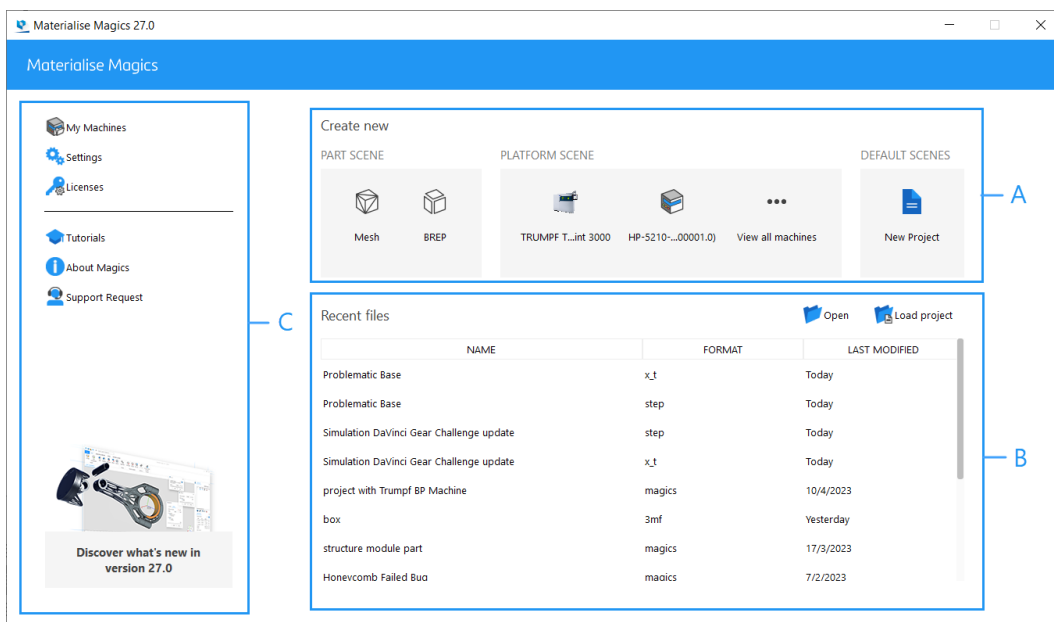 Materialise Magics 27.0
Materialise Magics
My Machines
Settings
Licenses
Tutorials
About Magics
Support Request
Discover what's new in
version 27.0
C
Create new
PART SCENE PLATFORM SCENE DEFAULT SCENES
Mesh BREP TRUMPF T...int 3000 HP-5210-...00001.0) View all machines New Project
A
Recent files Open Load project
NAME FORMAT LAST MODIFIED
Problematic Base x_t Today
Problematic Base step Today
Simulation DaVinci Gear Challenge update step Today
Simulation DaVinci Gear Challenge update x_t Today
project with Trumpf BP Machine magics 10/4/2023
box 3mf Yesterday
structure module part magics 17/3/2023
Honeycomb Failed Bug magics 7/2/2023
B